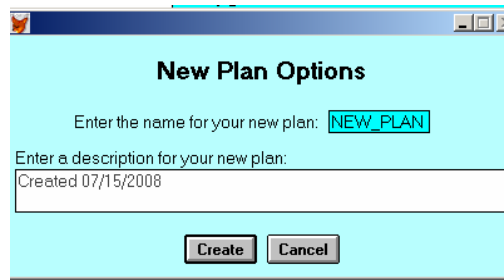 New Plan Options
Enter the name for your new plan: NEW_PLAN
Enter a description for your new plan:
Created 07/15/2008
Create Cancel